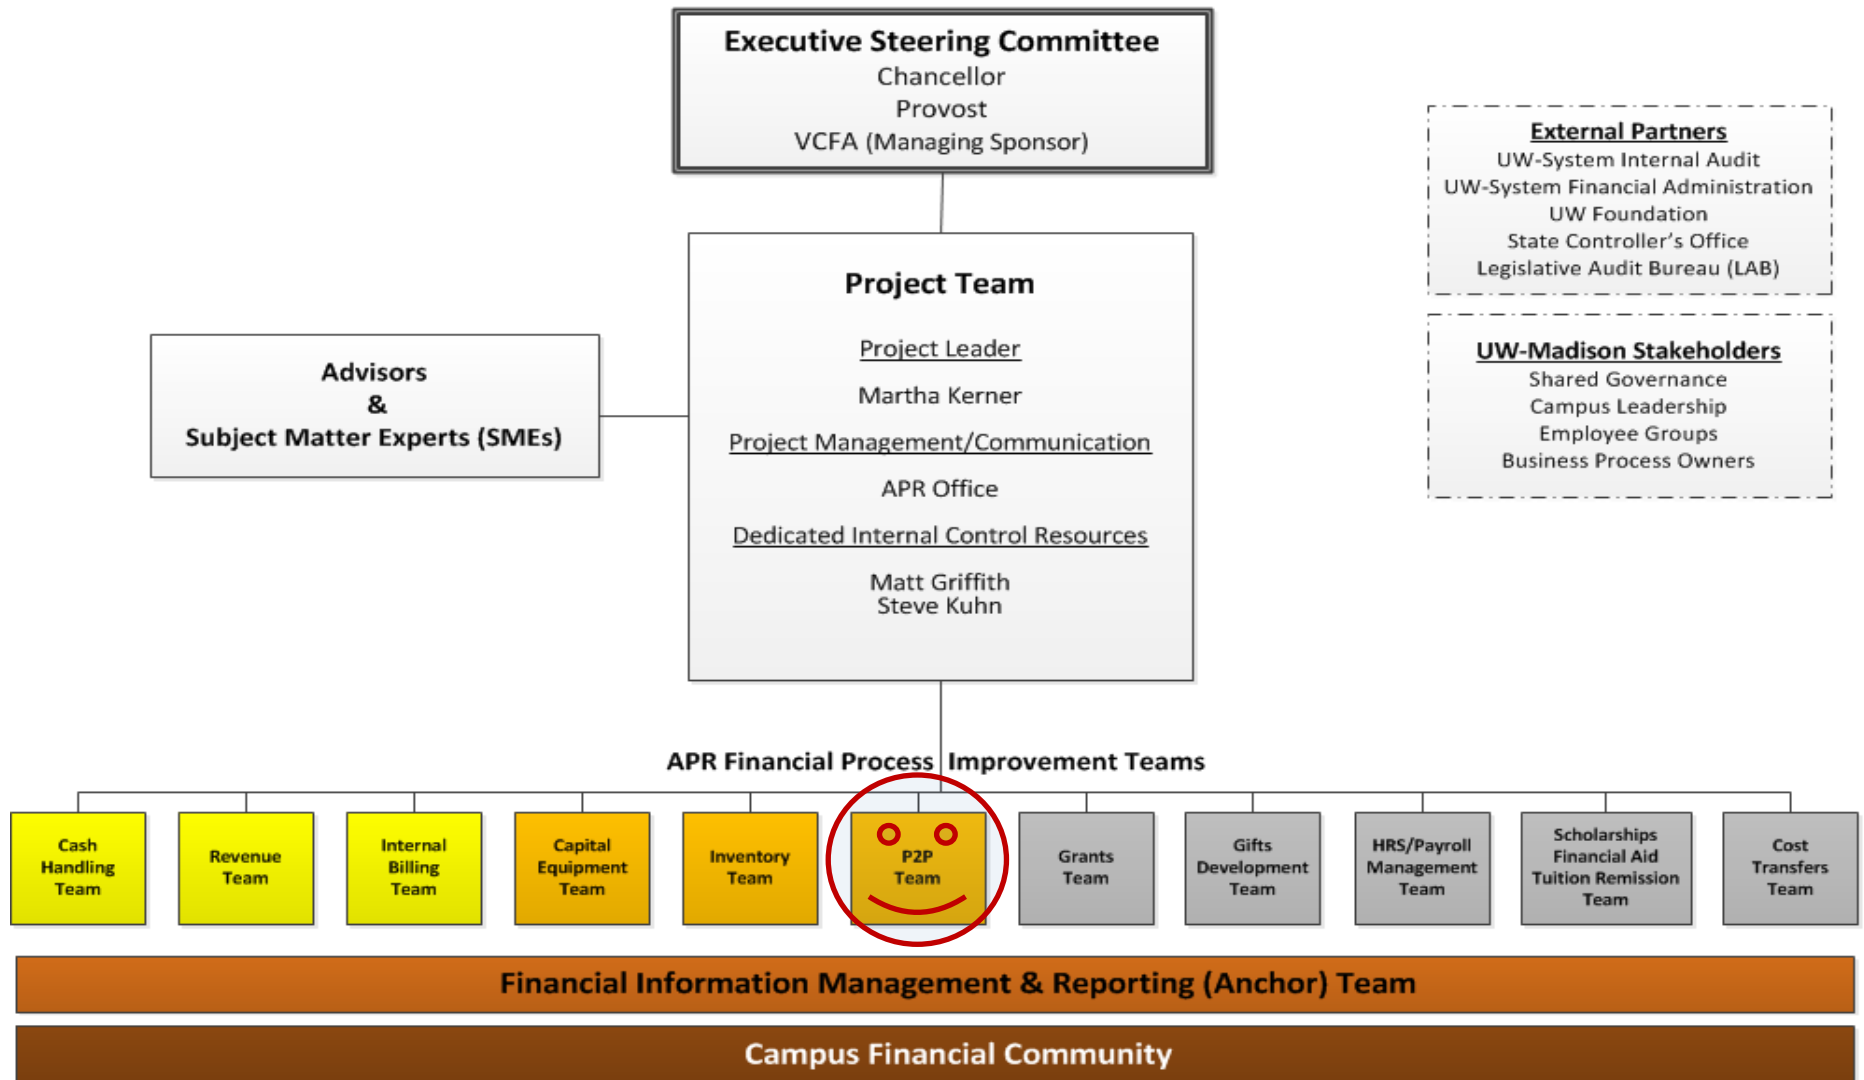 Executive Steering Committee
Chancellor
Provost
VCFA (Managing Sponsor)
External Partners
UW-System Internal Audit
UW-System Financial Administration
UW Foundation
State Controller's Office
Legislative Audit Bureau (LAB)
Project Team
Project Leader
Martha Kerner
Project Management/Communication
APR Office
Dedicated Internal Control Resources
Matt Griffith
Steve Kuhn
Advisors
&
Subject Matter Experts (SMEs)
UW-Madison Stakeholders
Shared Governance
Campus Leadership
Employee Groups
Business Process Owners
APR Financial Process Improvement Teams
Cash
Handling
Team
Revenue
Team
Internal
Billing
Team
Capital
Equipment
Team
Inventory
Team
P2P
Team
Grants
Team
Gifts
Development
Team
HRS/Payroll
Management
Team
Scholarships
Financial Aid
Tuition Remission
Team
Cost
Transfers
Team
Financial Information Management & Reporting (Anchor) Team
Campus Financial Community